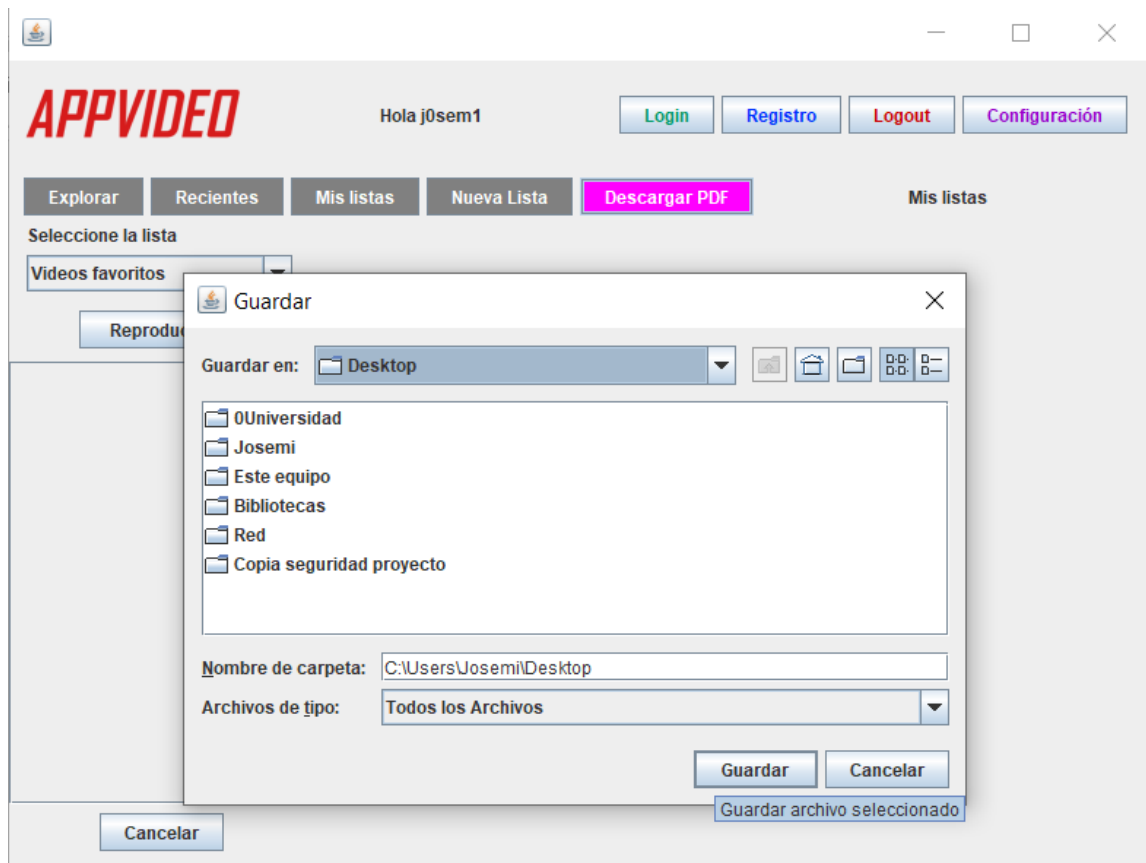 APPVIDEO
Hola j0sem1
Login
Registro
Logout
Configuración
Explorar
Recientes
Mis listas
Nueva Lista
Descargar PDF
Mis listas
Seleccione la lista
Videos favoritos
Reproduc
Guardar
Guardar en:
Desktop
0Universidad
Josemi
Este equipo
Bibliotecas
Red
Copia seguridad proyecto
Nombre de carpeta:
C:\Users\Josemi\Desktop
Archivos de tipo:
Todos los Archivos
Guardar
Cancelar
Guardar archivo seleccionado
Cancelar